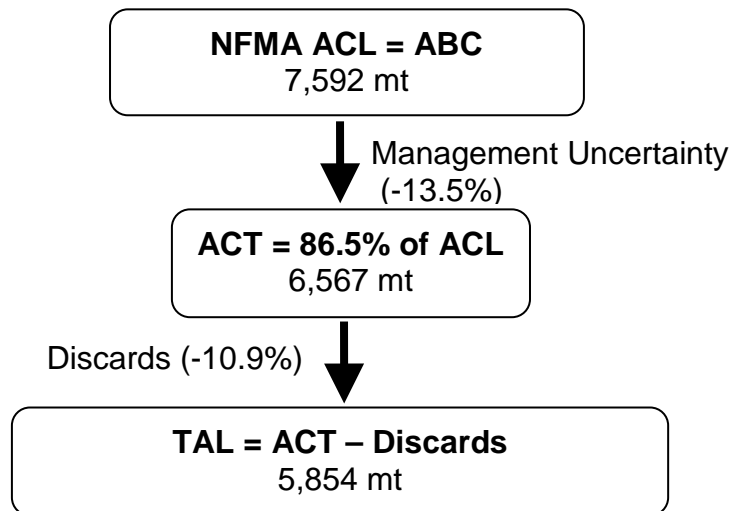 NFMA ACL = ABC
7,592 mt
Management Uncertainty
(-13.5%)
ACT = 86.5% of ACL
6,567 mt
Discards (-10.9%)
TAL = ACT – Discards
5,854 mt